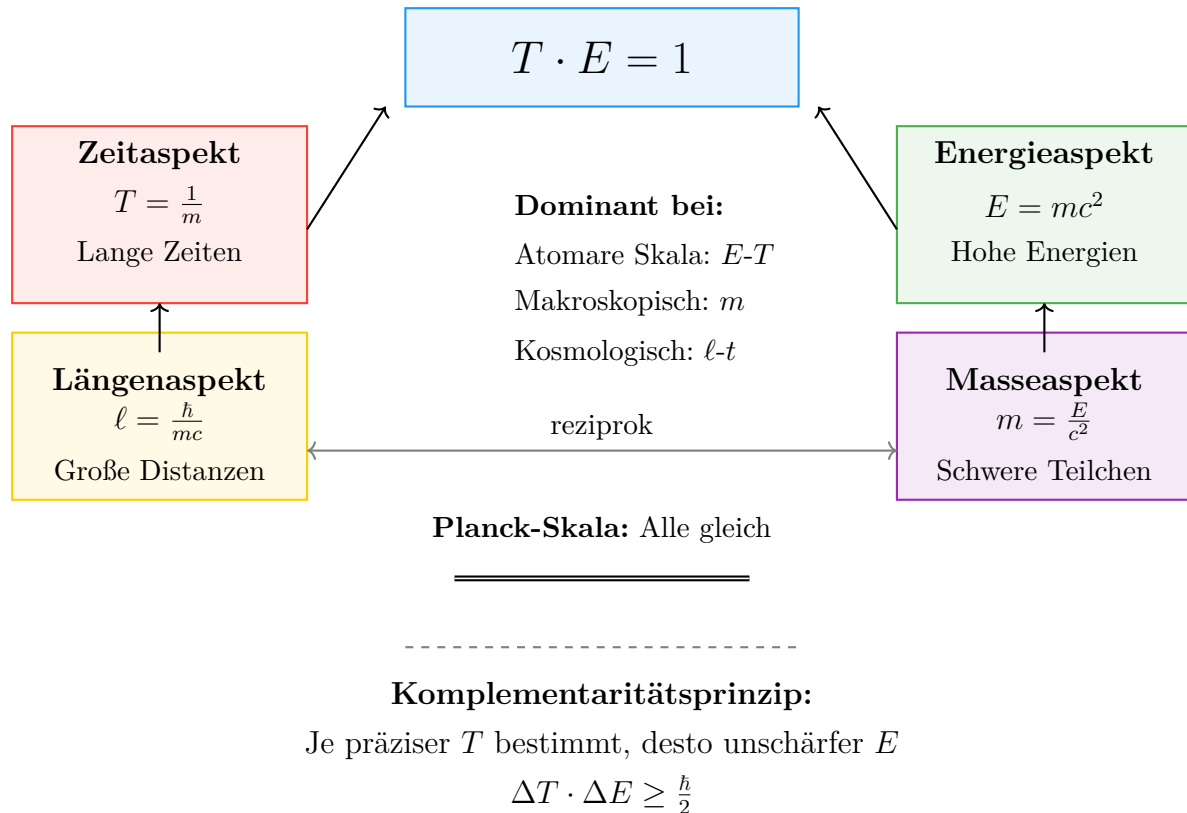 T · E = 1
Zeitaspekt
T = 1/m
Lange Zeiten
Energieaspekt
E = mc²
Hohe Energien
Dominant bei:
Atomare Skala: E-T
Makroskopisch: m
Kosmologisch: ℓ-t
Längenaspekt
ℓ = ℏ/mc
Große Distanzen
reziprok
Masseaspekt
m = E/c²
Schwere Teilchen
Planck-Skala: Alle gleich
Komplementaritätsprinzip:
Je präziser T bestimmt, desto unschärfer E
ΔT · ΔE ≥ ℏ/2